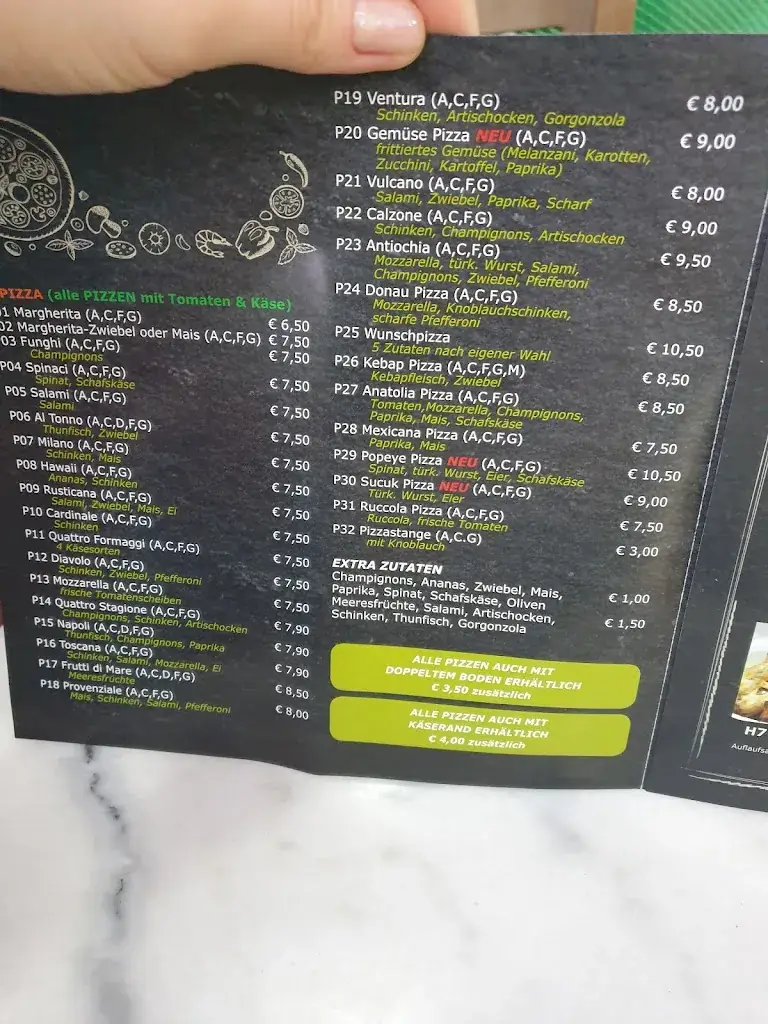 PIZZA (alle PIZZEN mit Tomaten & Käse)
01 Margherita (A,C,F,G) € 6,50
02 Margherita-Zwiebel oder Mais (A,C,F,G) € 7,50
03 Funghi (A,C,F,G) € 7,50
Champignons
P04 Spinaci (A,C,F,G) € 7,50
Spinat, Schafskäse
P05 Salami (A,C,F,G) € 7,50
Salami
P06 Al Tonno (A,C,D,F,G) € 7,50
Thunfisch, Zwiebel
P07 Milano (A,C,F,G) € 7,50
Schinken, Mais
P08 Hawaii (A,C,F,G) € 7,50
Ananas, Schinken
P09 Rusticana (A,C,F,G) € 7,50
Salami, Zwiebel, Mais, Ei
P10 Cardinale (A,C,F,G) € 7,50
Schinken
P11 Quattro Formaggi (A,C,F,G) € 7,50
4 Käsesorten
P12 Diavolo (A,C,F,G) € 7,50
Schinken, Zwiebel, Pfefferoni
P13 Mozzarella (A,C,F,G) € 7,50
frische Tomatenscheiben
P14 Quattro Stagione (A,C,F,G) € 7,90
Champignons, Schinken, Artischocken
P15 Napoli (A,C,D,F,G) € 7,90
Thunfisch, Champignons, Paprika
P16 Toscana (A,C,F,G) € 7,90
Schinken, Salami, Mozzarella, Ei
P17 Frutti di Mare (A,C,D,F,G) € 8,50
Meeresfrüchte
P18 Provenziale (A,C,F,G) € 8,00
Mais, Schinken, Salami, Pfefferoni
P19 Ventura (A,C,F,G) € 8,00
Schinken, Artischocken, Gorgonzola
P20 Gemüse Pizza NEU (A,C,F,G) € 9,00
frittiertes Gemüse (Melanzani, Karotten,
Zucchini, Kartoffel, Paprika)
P21 Vulcano (A,C,F,G) € 8,00
Salami, Zwiebel, Paprika, Scharf
P22 Calzone (A,C,F,G) € 9,00
Schinken, Champignons, Artischocken
P23 Antiochia (A,C,F,G) € 9,50
Mozzarella, türk. Wurst, Salami,
Champignons, Zwiebel, Pfefferoni
P24 Donau Pizza (A,C,F,G) € 8,50
Mozzarella, Knoblauchschinken,
scharfe Pfefferoni
P25 Wunschpizza € 10,50
5 Zutaten nach eigener Wahl
P26 Kebap Pizza (A,C,F,G,M) € 8,50
Kebapfleisch, Zwiebel
P27 Anatolia Pizza (A,C,F,G) € 8,50
Tomaten,Mozzarella, Champignons,
Paprika, Mais, Schafskäse
P28 Mexicana Pizza (A,C,F,G) € 7,50
Paprika, Mais
P29 Popeye Pizza NEU (A,C,F,G) € 10,50
Spinat, türk. Wurst, Eier, Schafskäse
P30 Sucuk Pizza NEU (A,C,F,G) € 9,00
Türk. Wurst, Eier
P31 Ruccola Pizza (A,C,F,G) € 7,50
Ruccola, frische Tomaten
P32 Pizzastange (A,C.G) € 3,00
mit Knoblauch
EXTRA ZUTATEN
Champignons, Ananas, Zwiebel, Mais, € 1,00
Paprika, Spinat, Schafskäse, Oliven
Meeresfrüchte, Salami, Artischocken, € 1,50
Schinken, Thunfisch, Gorgonzola
ALLE PIZZEN AUCH MIT
DOPPELTEM BODEN ERHÄLTLICH
€ 3,50 zusätzlich
ALLE PIZZEN AUCH MIT
KÄSERAND ERHÄLTLICH
€ 4,00 zusätzlich
H7
Auflaufsa